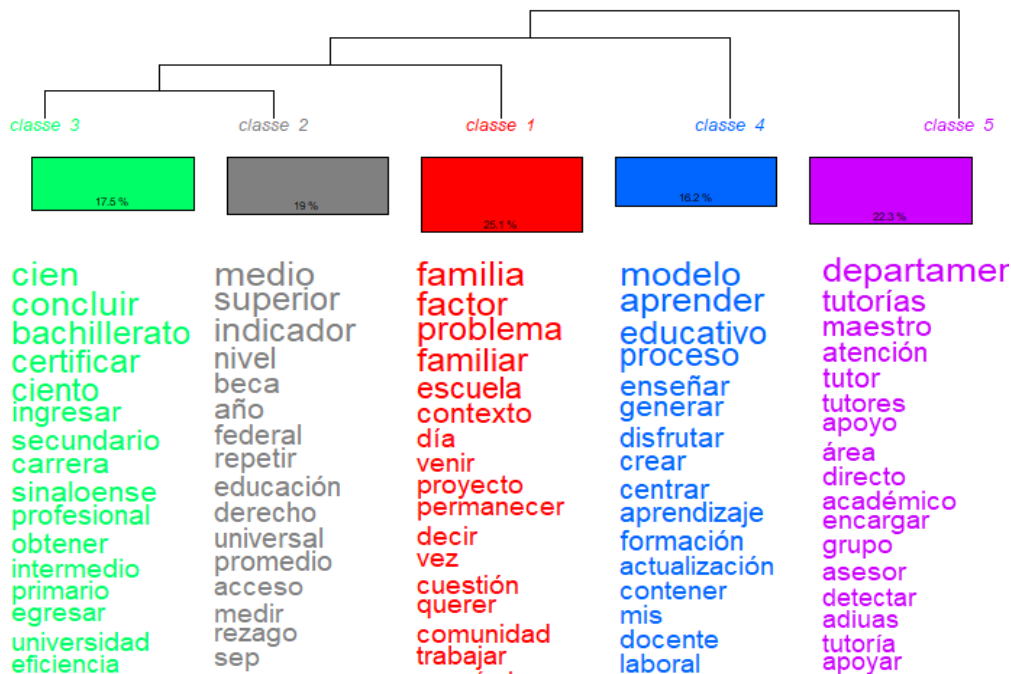 classe 3
classe 2
classe 1
classe 4
classe 5
17.5 %
19 %
25.1 %
16.2 %
22.3 %
cien
concluir
bachillerato
certificar
ciento
ingresar
secundario
carrera
sinaloense
profesional
obtener
intermedio
primario
egresar
universidad
eficiencia
medio
superior
indicador
nivel
beca
año
federal
repetir
educación
derecho
universal
promedio
acceso
medir
rezago
sep
familia
factor
problema
familiar
escuela
contexto
día
venir
proyecto
permanecer
decir
vez
cuestión
querer
comunidad
trabajar
modelo
aprender
educativo
proceso
enseñar
generar
disfrutar
crear
centrar
aprendizaje
formación
actualización
contener
mis
docente
laboral
departamen
tutorías
maestro
atención
tutor
tutores
apoyo
área
directo
académico
encargar
grupo
asesor
detectar
adiuas
tutoría
apoyar